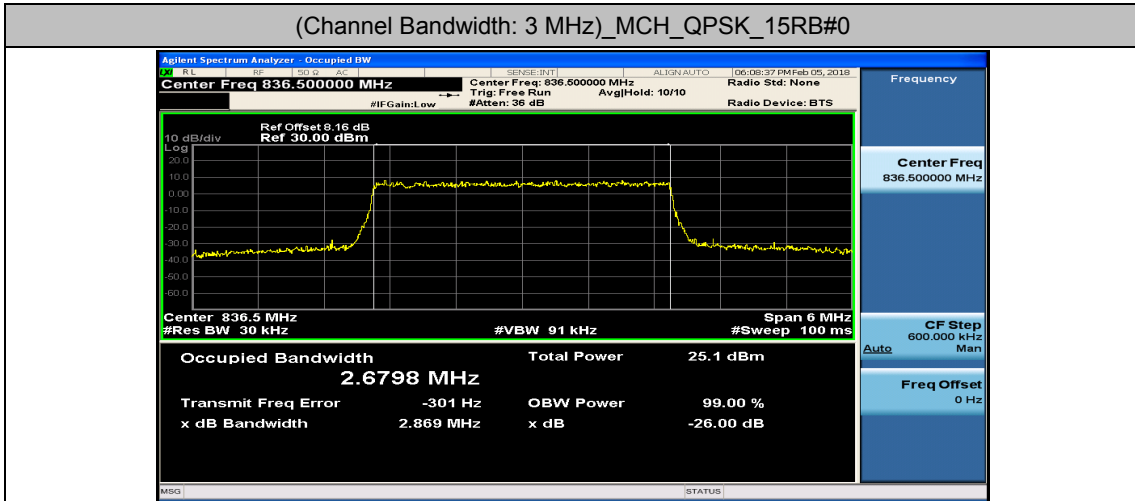 (Channel Bandwidth: 3 MHz)_MCH_QPSK_15RB#0
Agilent Spectrum Analyzer - Occupied BW
LXI RL RF 50 Ω AC SENSE:INT ALIGN AUTO 06:08:37 PM Feb 05, 2018
Center Freq 836.500000 MHz
Center Freq: 836.500000 MHz
Radio Std: None
Trig: Free Run
Avg|Hold: 10/10
#IFGain:Low
#Atten: 36 dB
Radio Device: BTS
Ref Offset 8.16 dB
10 dB/div
Ref 30.00 dBm
Log
20.0
10.0
0.00
-10.0
-20.0
-30.0
-40.0
-50.0
-60.0
Center 836.5 MHz
Span 6 MHz
#Res BW 30 kHz
#VBW 91 kHz
#Sweep 100 ms
Occupied Bandwidth
Total Power
25.1 dBm
2.6798 MHz
Transmit Freq Error
-301 Hz
OBW Power
99.00 %
x dB Bandwidth
2.869 MHz
x dB
-26.00 dB
MSG
STATUS
Frequency
Center Freq
836.500000 MHz
CF Step
600.000 kHz
Auto Man
Freq Offset
0 Hz